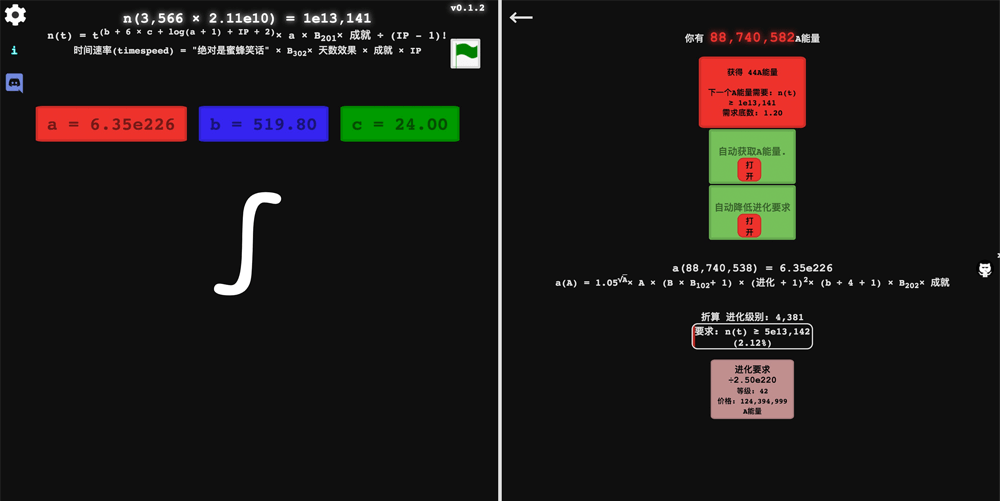 v0.1.2
n(3,566 × 2.11e10) = 1e13,141
n(t) = t^(b + 6 × c + log(a + 1) + IP + 2) × a × B201 × 成就 ÷ (IP - 1)!
时间速率(timespeed) = "绝对是蜜蜂笑话" × B302 × 天数效果 × 成就 × IP
i
a = 6.35e226
b = 519.80
c = 24.00
∫
你有 88,740,582A能量
获得 44A能量
下一个A能量需要: n(t)
≥ 1e13,141
需求底数: 1.20
自动获取A能量.
打
开
自动降低进化要求
打
开
a(88,740,538) = 6.35e226
a(A) = 1.05^√A × A × (B × B102+ 1) × (进化 + 1)^2 × (b ÷ 4 + 1) × B202 × 成就
折算 进化级别: 4,381
要求: n(t) ≥ 5e13,142
(2.12%)
进化要求
÷2.50e220
等级: 42
价格: 124,394,999
A能量